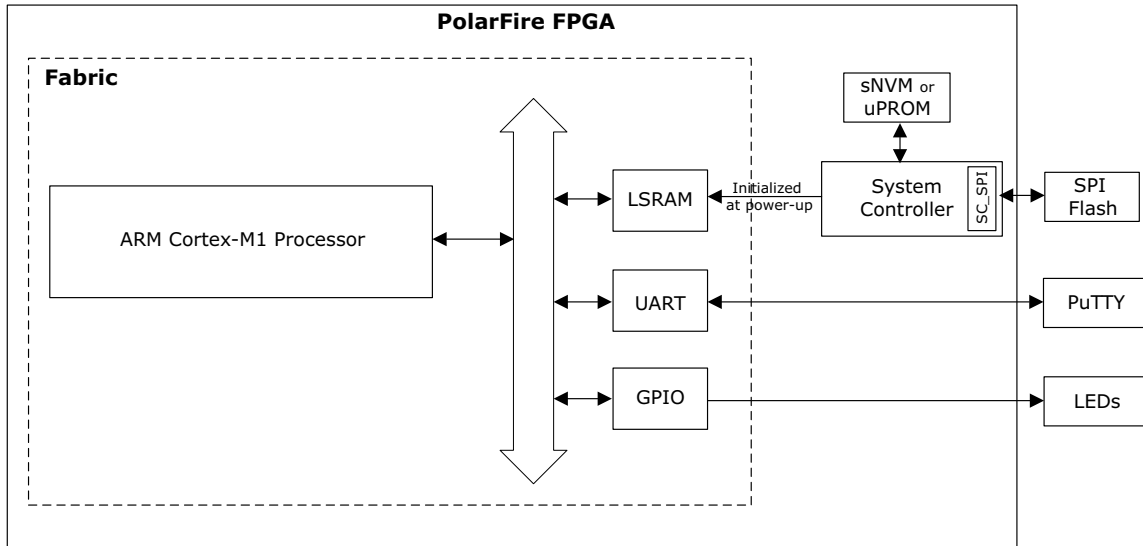 PolarFire FPGA
Fabric
sNVM or
uPROM
ARM Cortex-M1 Processor
LSRAM
Initialized
at power-up
System
Controller
SC_SPI
SPI
Flash
UART
PuTTY
GPIO
LEDs